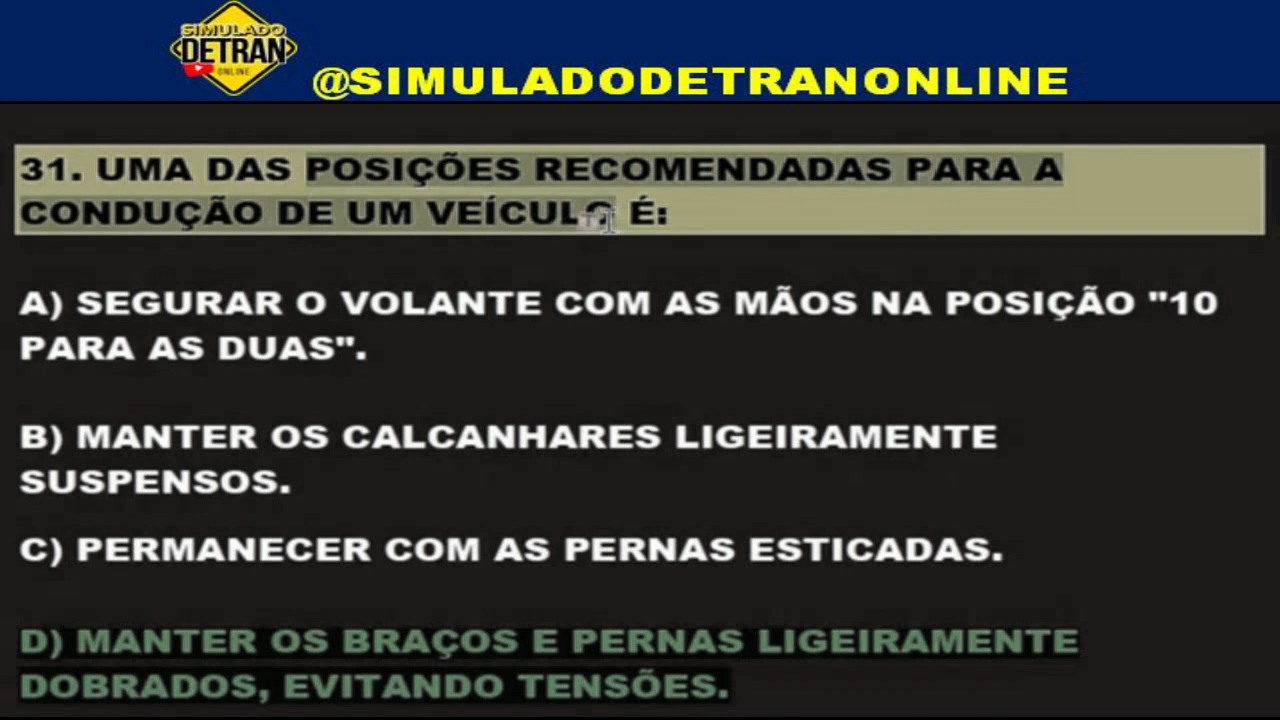 SIMULADO
DETRAN
ONLINE
@SIMULADODETRANONLINE
31. UMA DAS POSIÇÕES RECOMENDADAS PARA A
CONDUÇÃO DE UM VEÍCULO É:
A) SEGURAR O VOLANTE COM AS MÃOS NA POSIÇÃO "10
PARA AS DUAS".
B) MANTER OS CALCANHARES LIGEIRAMENTE
SUSPENSOS.
C) PERMANECER COM AS PERNAS ESTICADAS.
D) MANTER OS BRAÇOS E PERNAS LIGEIRAMENTE
DOBRADOS, EVITANDO TENSÕES.